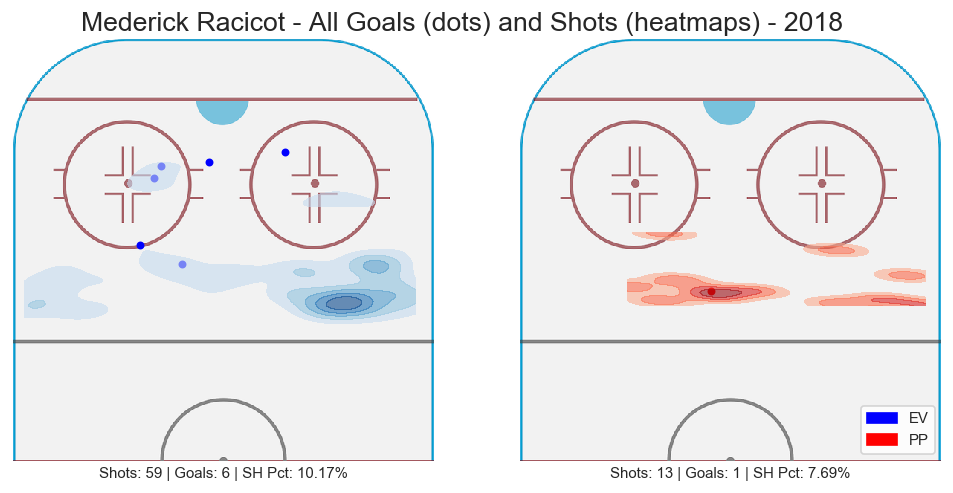 Mederick Racicot - All Goals (dots) and Shots (heatmaps) - 2018
EV
PP
Shots: 59 | Goals: 6 | SH Pct: 10.17%
Shots: 13 | Goals: 1 | SH Pct: 7.69%